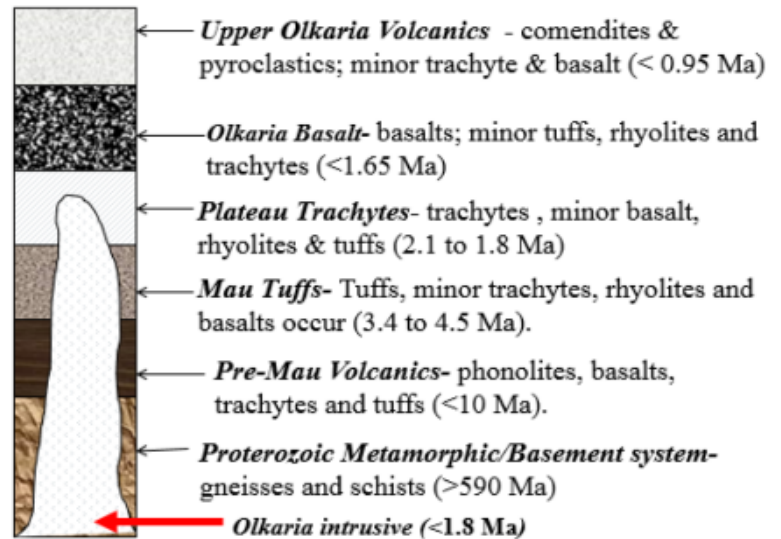 Upper Olkaria Volcanics - comendites &
pyroclastics; minor trachyte & basalt (< 0.95 Ma)
Olkaria Basalt- basalts; minor tuffs, rhyolites and
trachytes (<1.65 Ma)
Plateau Trachytes- trachytes , minor basalt,
rhyolites & tuffs (2.1 to 1.8 Ma)
Mau Tuffs- Tuffs, minor trachytes, rhyolites and
basalts occur (3.4 to 4.5 Ma).
Pre-Mau Volcanics- phonolites, basalts,
trachytes and tuffs (<10 Ma).
Proterozoic Metamorphic/Basement system-
gneisses and schists (>590 Ma)
Olkaria intrusive (<1.8 Ma)